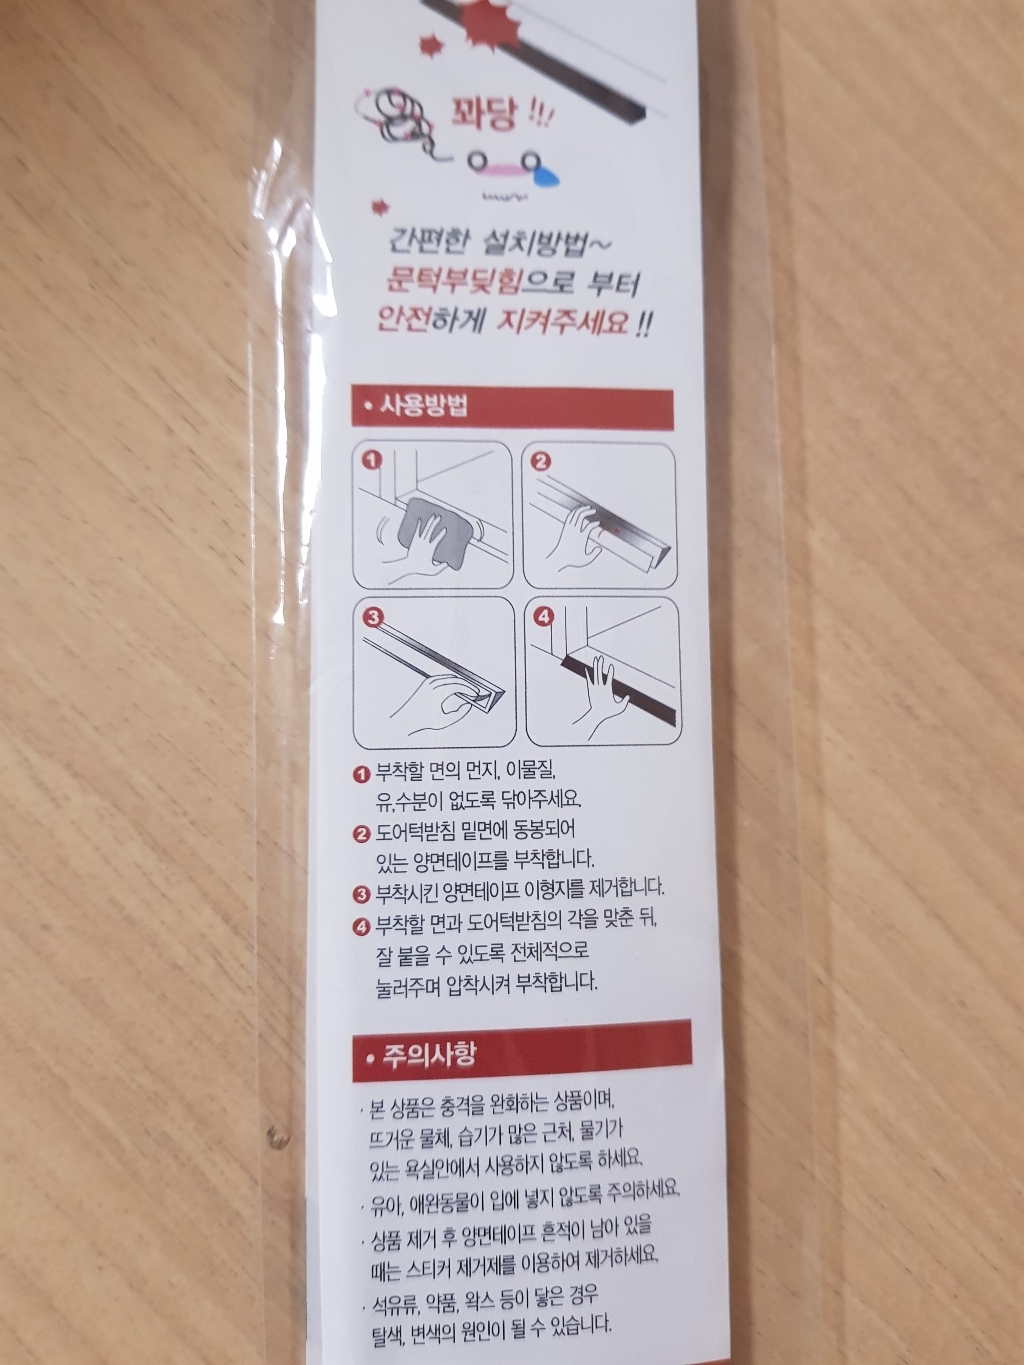 꽈당 !!!
간편한 설치방법~
문턱부딪힘으로 부터
안전하게 지켜주세요 !!
• 사용방법
1 2
3 4
1 부착할 면의 먼지, 이물질,
유,수분이 없도록 닦아주세요.
2 도어턱받침 밑면에 동봉되어
있는 양면테이프를 부착합니다.
3 부착시킨 양면테이프 이형지를 제거합니다.
4 부착할 면과 도어턱받침의 각을 맞춘 뒤,
잘 붙을 수 있도록 전체적으로
눌러주며 압착시켜 부착합니다.
• 주의사항
· 본 상품은 충격을 완화하는 상품이며,
뜨거운 물체, 습기가 많은 근처, 물기가
있는 욕실안에서 사용하지 않도록 하세요.
· 유아, 애완동물이 입에 넣지 않도록 주의하세요.
· 상품 제거 후 양면테이프 흔적이 남아 있을
때는 스티커 제거제를 이용하여 제거하세요.
· 석유류, 약품, 왁스 등이 닿은 경우
탈색, 변색의 원인이 될 수 있습니다.